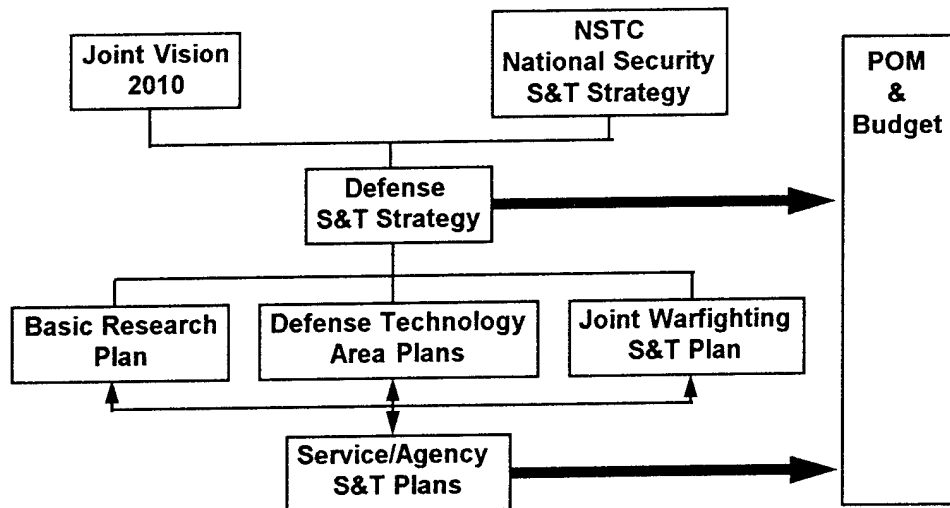 Joint Vision
2010
NSTC
National Security
S&T Strategy
POM
&
Budget
Defense
S&T Strategy
Basic Research
Plan
Defense Technology
Area Plans
Joint Warfighting
S&T Plan
Service/Agency
S&T Plans